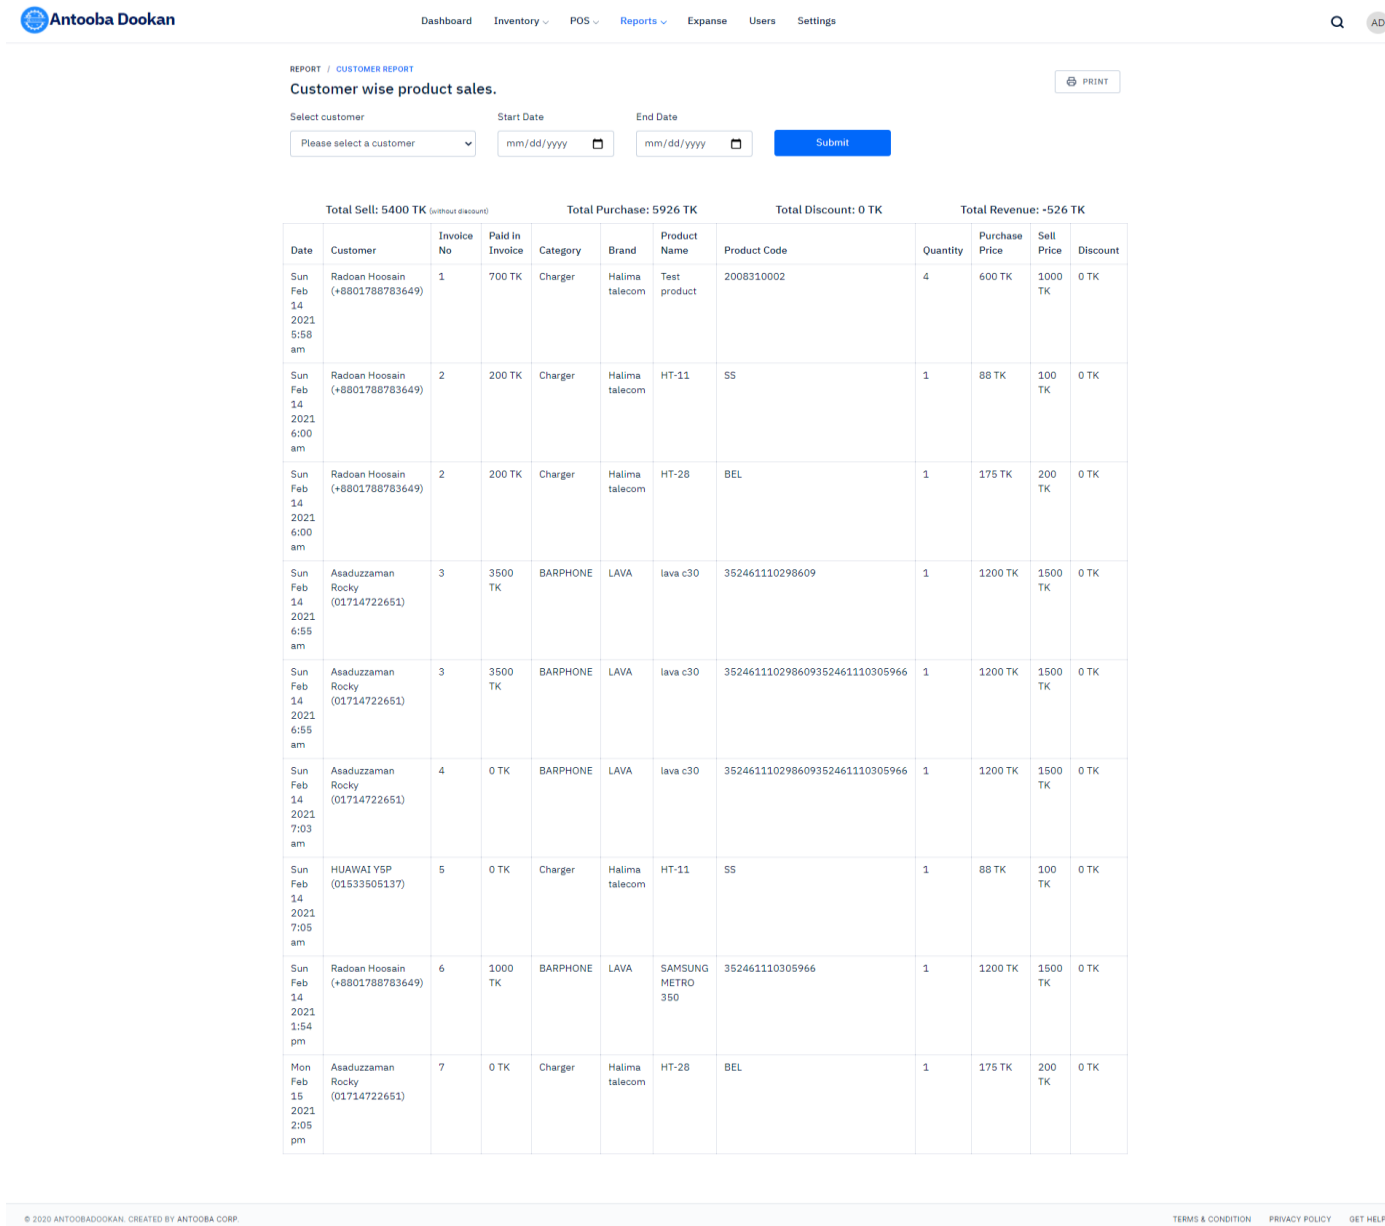 Antooba Dookan
Dashboard Inventory POS Reports Expanse Users Settings
AD
REPORT / CUSTOMER REPORT
Customer wise product sales.
PRINT
Select customer Start Date End Date
Please select a customer mm/dd/yyyy mm/dd/yyyy Submit
Total Sell: 5400 TK (without discount) Total Purchase: 5926 TK Total Discount: 0 TK Total Revenue: -526 TK
Date Customer Invoice No Paid in Invoice Category Brand Product Name Product Code Quantity Purchase Price Sell Price Discount
Sun Feb 14 2021 5:58 am Radoan Hoosain (+8801788783649) 1 700 TK Charger Halima talecom Test product 2008310002 4 600 TK 1000 TK 0 TK
Sun Feb 14 2021 6:00 am Radoan Hoosain (+8801788783649) 2 200 TK Charger Halima talecom HT-11 SS 1 88 TK 100 TK 0 TK
Sun Feb 14 2021 6:00 am Radoan Hoosain (+8801788783649) 2 200 TK Charger Halima talecom HT-28 BEL 1 175 TK 200 TK 0 TK
Sun Feb 14 2021 6:55 am Asaduzzaman Rocky (01714722651) 3 3500 TK BARPHONE LAVA lava c30 352461110298609 1 1200 TK 1500 TK 0 TK
Sun Feb 14 2021 6:55 am Asaduzzaman Rocky (01714722651) 3 3500 TK BARPHONE LAVA lava c30 352461110298609352461110305966 1 1200 TK 1500 TK 0 TK
Sun Feb 14 2021 7:03 am Asaduzzaman Rocky (01714722651) 4 0 TK BARPHONE LAVA lava c30 352461110298609352461110305966 1 1200 TK 1500 TK 0 TK
Sun Feb 14 2021 7:05 am HUAWAI Y5P (01533505137) 5 0 TK Charger Halima talecom HT-11 SS 1 88 TK 100 TK 0 TK
Sun Feb 14 2021 1:54 pm Radoan Hoosain (+8801788783649) 6 1000 TK BARPHONE LAVA SAMSUNG METRO 350 352461110305966 1 1200 TK 1500 TK 0 TK
Mon Feb 15 2021 2:05 pm Asaduzzaman Rocky (01714722651) 7 0 TK Charger Halima talecom HT-28 BEL 1 175 TK 200 TK 0 TK
© 2020 ANTOOBADOOKAN. CREATED BY ANTOOBA CORP. TERMS & CONDITION PRIVACY POLICY GET HELP